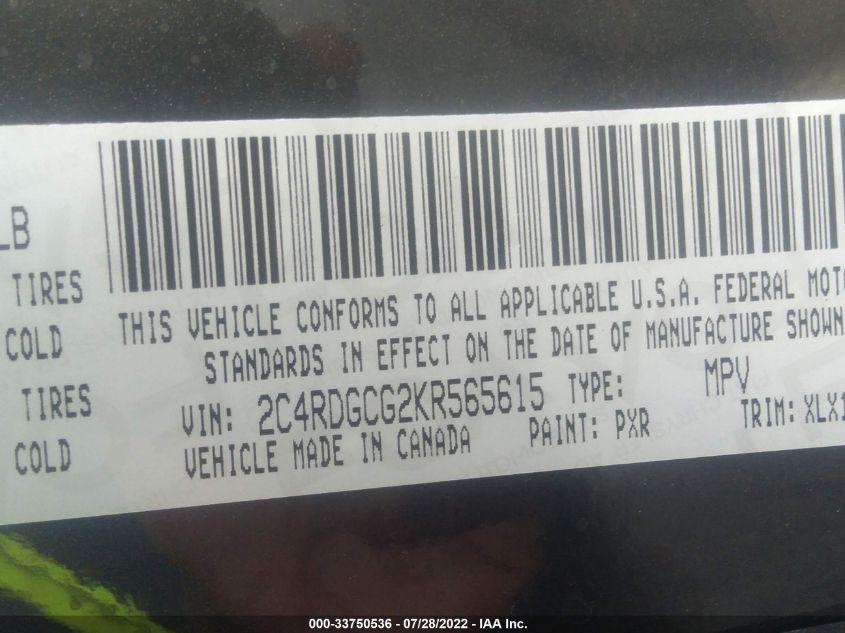 LB
TIRES
COLD
TIRES
COLD
THIS VEHICLE CONFORMS TO ALL APPLICABLE U.S.A. FEDERAL MOTO
STANDARDS IN EFFECT ON THE DATE OF MANUFACTURE SHOWN
VIN: 2C4RDGCG2KR565615 TYPE: MPV
VEHICLE MADE IN CANADA PAINT: PXR TRIM: XLX1
000-33750536 - 07/28/2022 - IAA Inc.